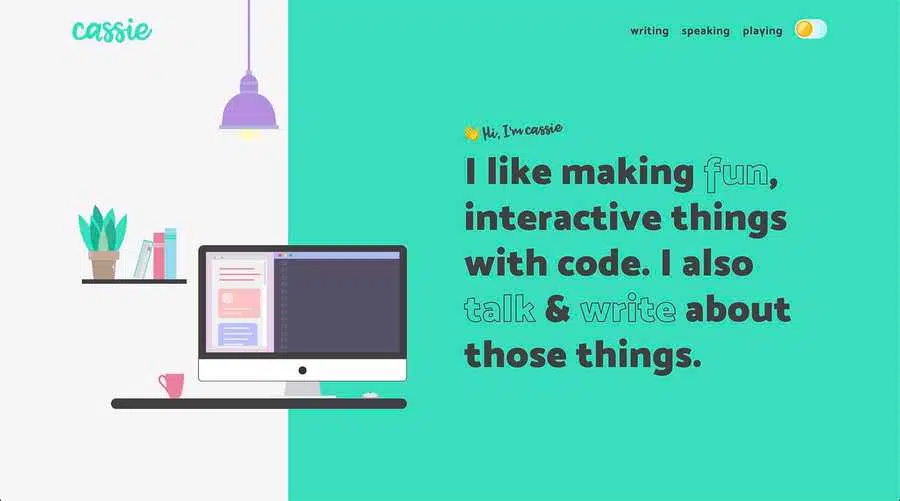 cassie
writing speaking playing
👋 Hi, I'm cassie
I like making fun,
interactive things
with code. I also
talk & write about
those things.